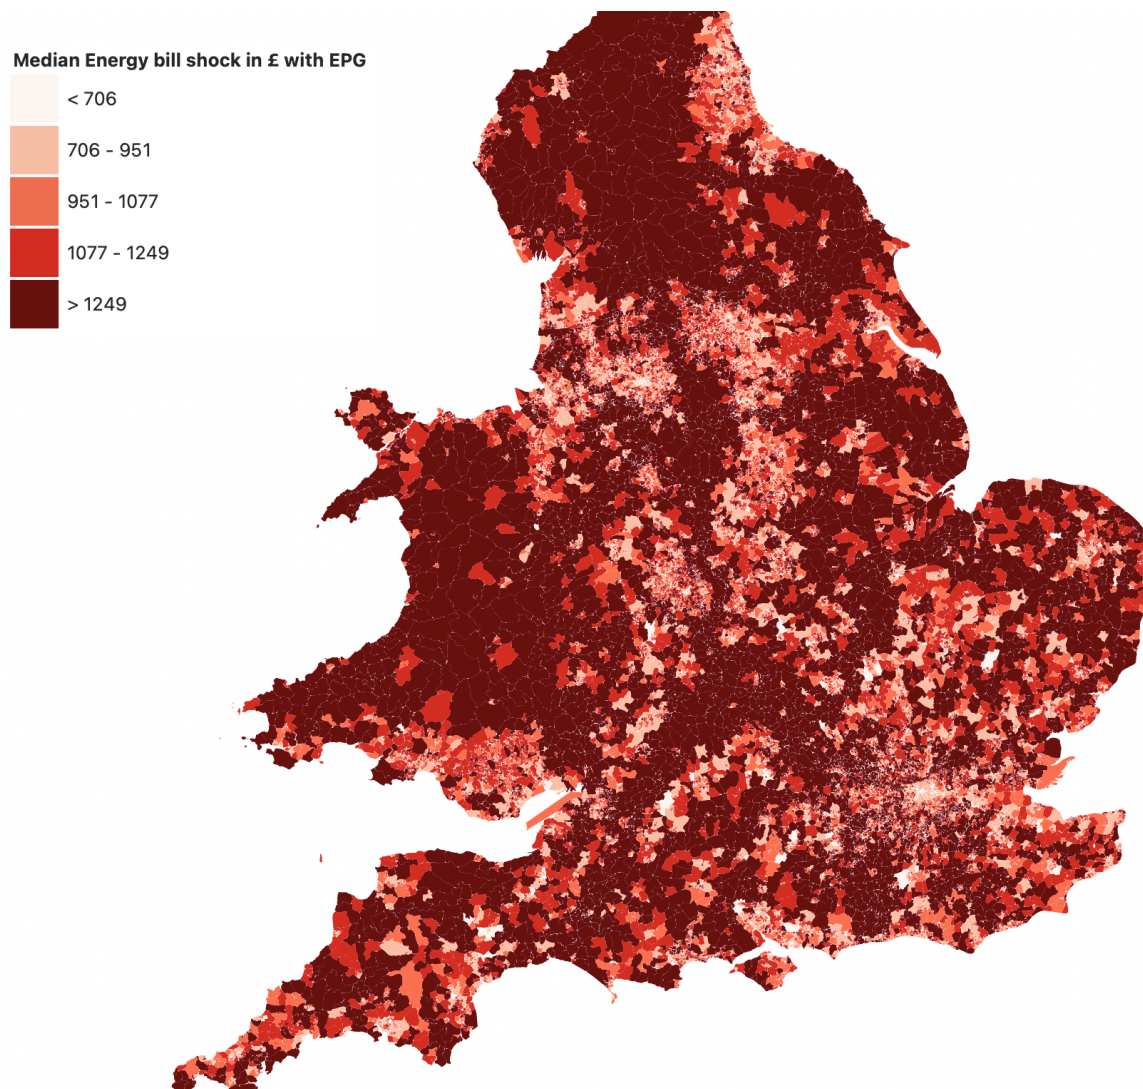 Median Energy bill shock in £ with EPG
< 706
706 - 951
951 - 1077
1077 - 1249
> 1249